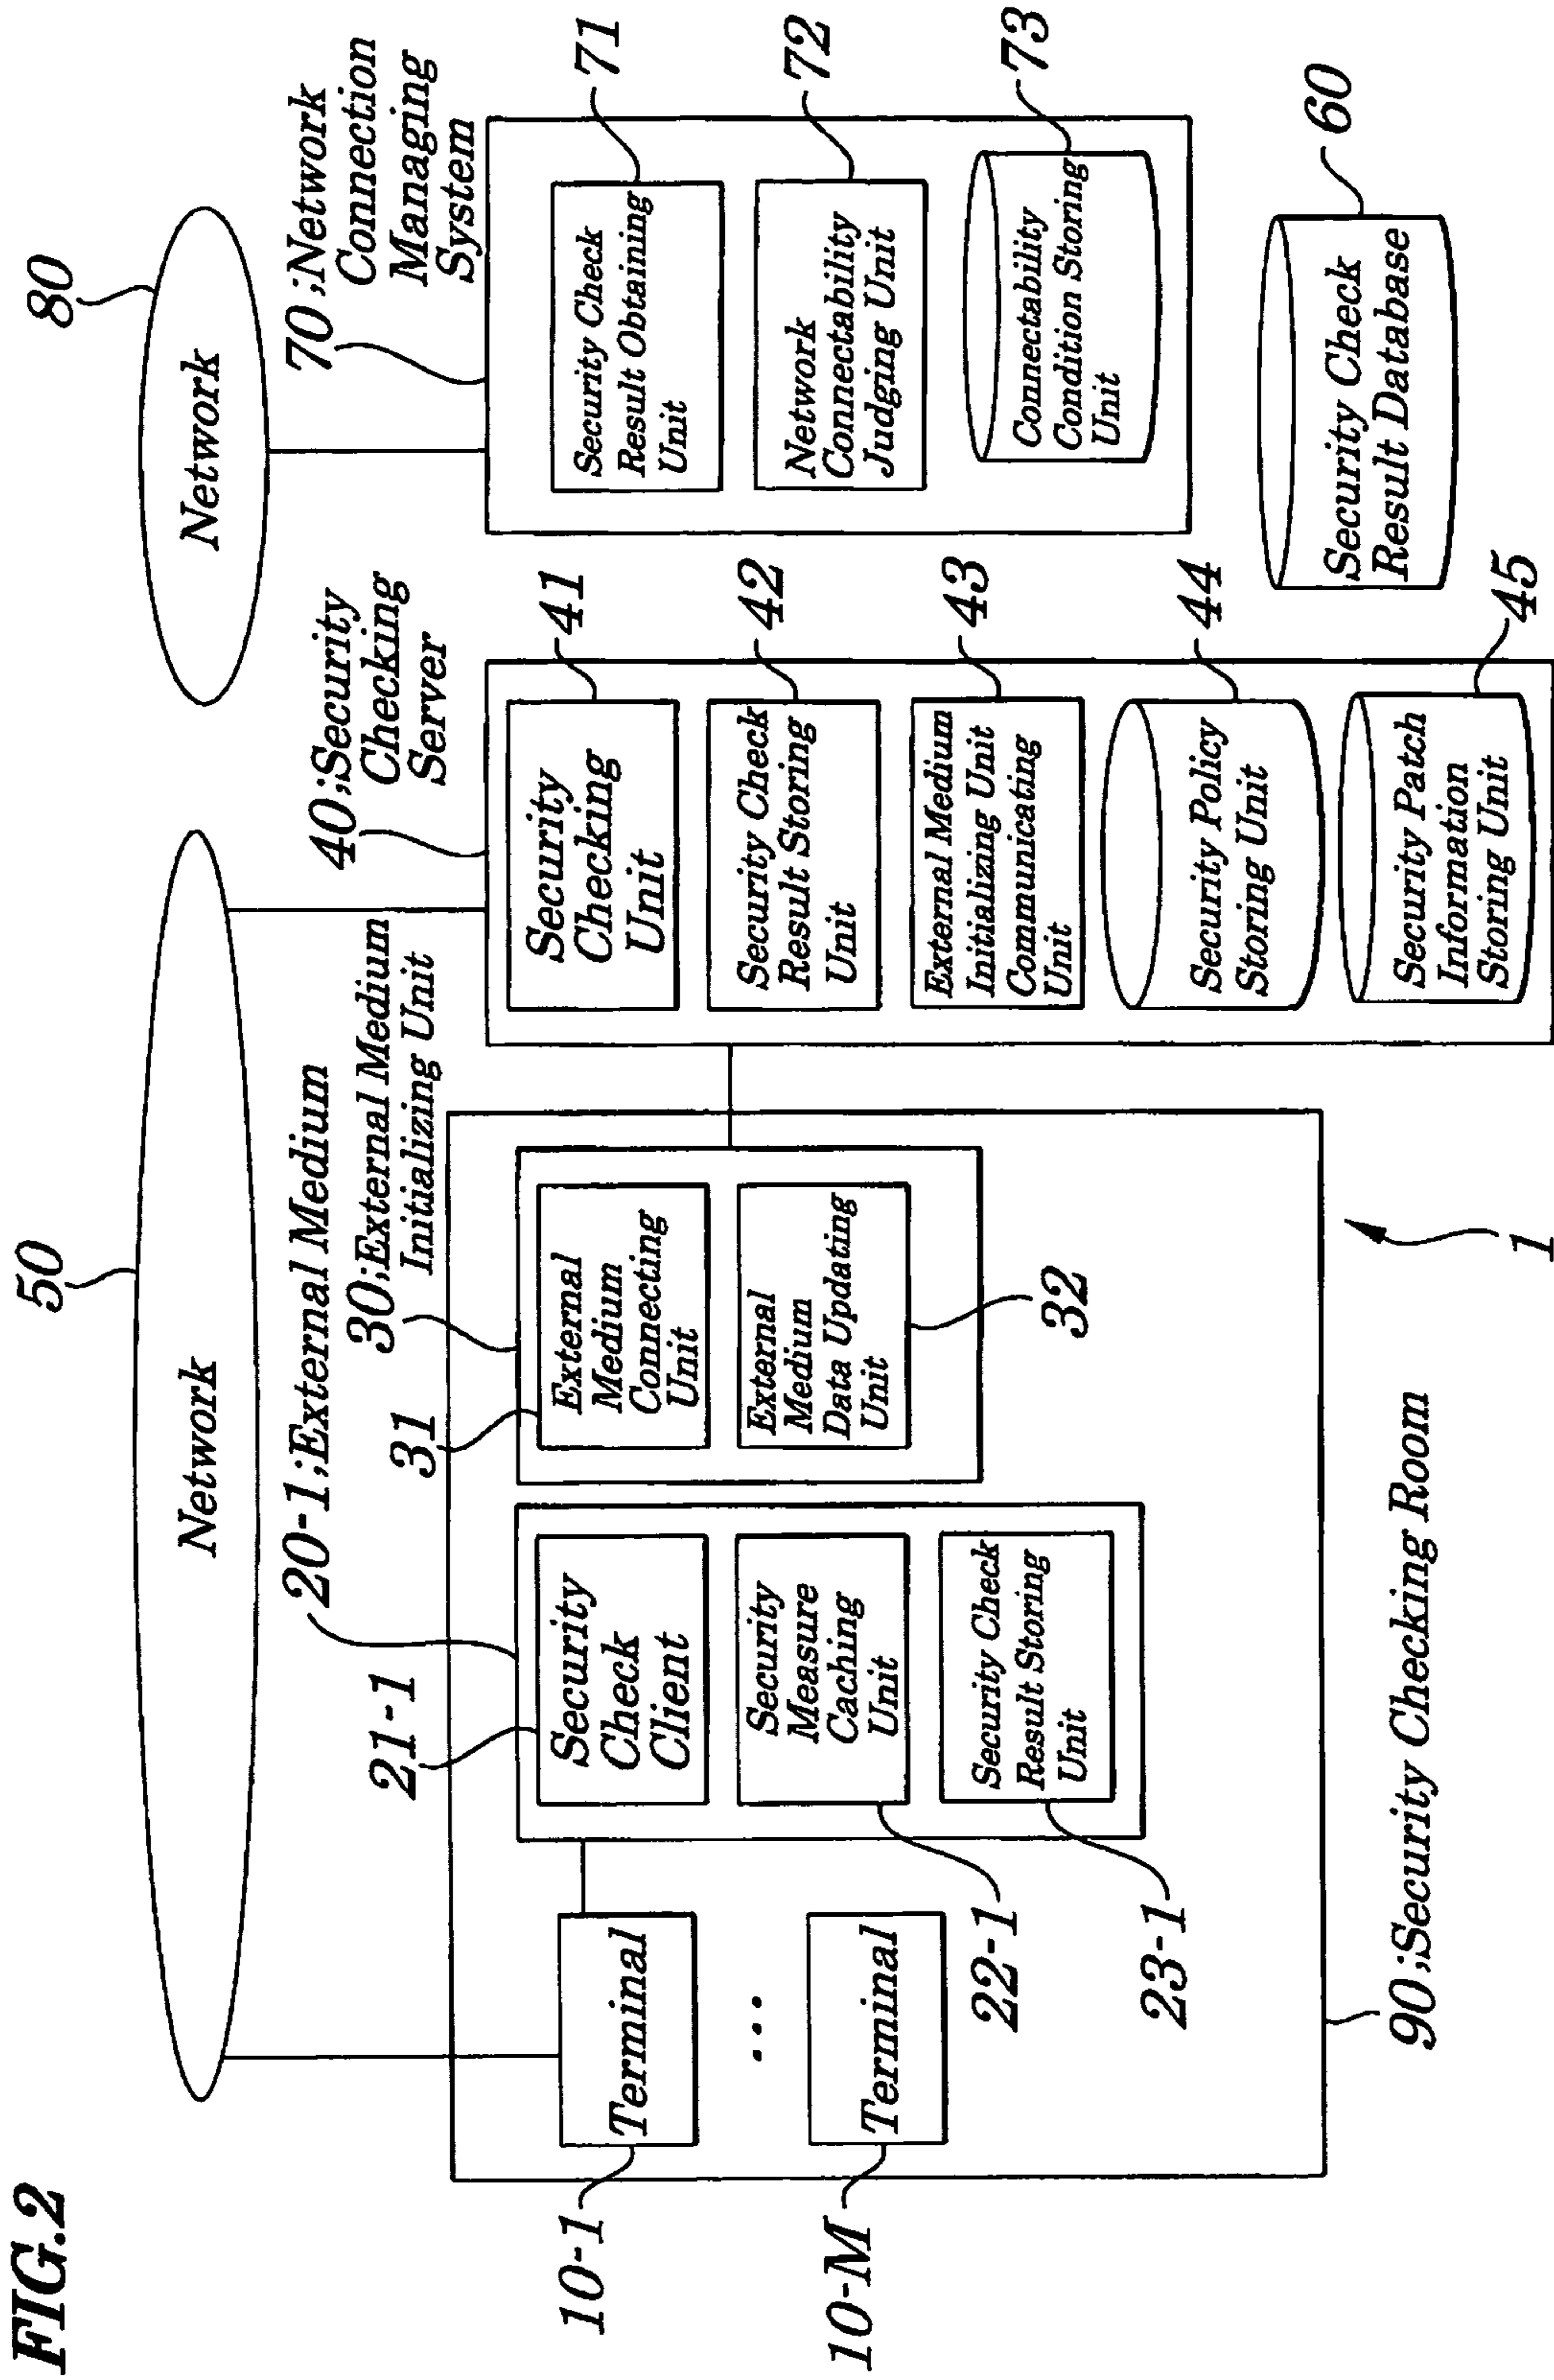 FIG.2
50
Network
80
Network
20-1;External Medium
30;External Medium
Initializing Unit
40;Security
Checking
Server
70;Network
Connection
Managing
System
10-1
Terminal
...
10-M
Terminal
21-1
Security
Check
Client
Security
Measure
Caching
Unit
22-1
Security Check
Result Storing
Unit
23-1
31
External
Medium
Connecting
Unit
External
Medium
Data Updating
Unit
32
41
Security
Checking
Unit
42
Security Check
Result Storing
Unit
43
External Medium
Initializing Unit
Communicating
Unit
44
Security Policy
Storing Unit
45
Security Patch
Information
Storing Unit
71
Security Check
Result Obtaining
Unit
72
Network
Connectability
Judging Unit
73
Connectability
Condition Storing
Unit
60
Security Check
Result Database
90;Security Checking Room
1